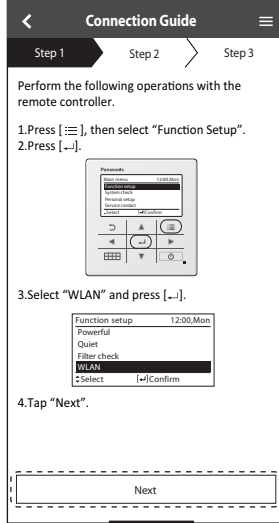 Connection Guide
Step 1 Step 2 Step 3
Perform the following operations with the
remote controller.
1.Press [ ], then select “Function Setup”.
2.Press [ ↵ ].
Panasonic
Main menu 12:00,Mon
Function setup
System check
Personal setup
Service contact
Select [↵]Confirm
3.Select “WLAN” and press [ ↵ ].
Function setup 12:00,Mon
Powerful
Quiet
Filter check
WLAN
Select [↵]Confirm
4.Tap “Next”.
Next